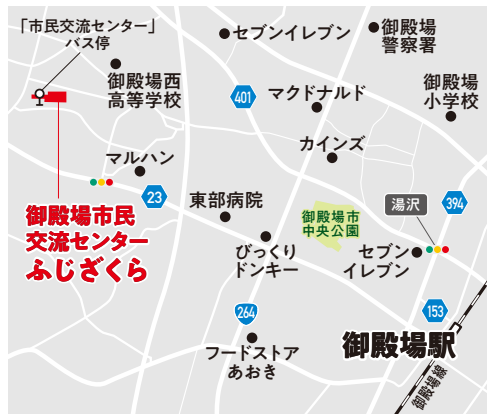 「市民交流センター」
バス停
セブンイレブン
御殿場
警察署
御殿場西
高等学校
401
マクドナルド
御殿場
小学校
カインズ
マルハン
23
東部病院
御殿場市
中央公園
湯沢
394
御殿場市民
交流センター
ふじざくら
びっくり
ドンキー
セブン
イレブン
264
153
フードストア
あおき
御殿場駅
御殿場線